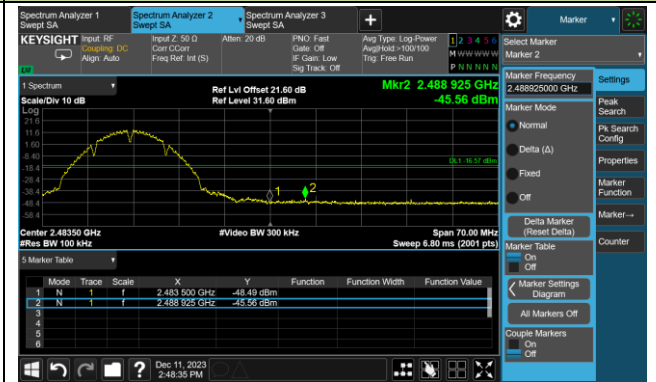 Spectrum Analyzer 1
Swept SA
Spectrum Analyzer 2
Swept SA
Spectrum Analyzer 3
Swept SA
Marker
KEYSIGHT
Input: RF
Coupling: DC
Align: Auto
Input Z: 50 Ω
Corr CCorr
Freq Ref: Int (S)
Atten: 20 dB
PNO: Fast
Gate: Off
IF Gain: Low
Sig Track: Off
Avg Type: Log-Power
Avg|Hold:>100/100
Trig: Free Run
1 2 3 4 5 6
M W W W W W
P N N N N N
Select Marker
Marker 2
1 Spectrum
Scale/Div 10 dB
Log
Ref Lvl Offset 21.60 dB
Ref Level 31.60 dBm
Mkr2 2.488 925 GHz
-45.56 dBm
21.6
11.6
1.60
-8.40
-18.4
-28.4
-38.4
-48.4
-58.4
DL1 -16.57 dBm
1
2
Center 2.48350 GHz
#Res BW 100 kHz
#Video BW 300 kHz
Span 70.00 MHz
Sweep 6.80 ms (2001 pts)
5 Marker Table
Mode Trace Scale X Y Function Function Width Function Value
1 N 1 f 2.483 500 GHz -48.49 dBm
2 N 1 f 2.488 925 GHz -45.56 dBm
3
4
5
6
Marker Frequency
2.488925000 GHz
Marker Mode
Normal
Delta (Δ)
Fixed
Off
Delta Marker
(Reset Delta)
Marker Table
On
Off
Marker Settings
Diagram
All Markers Off
Couple Markers
On
Off
Settings
Peak
Search
Pk Search
Config
Properties
Marker
Function
Marker→
Counter
?
Dec 11, 2023
2:48:35 PM